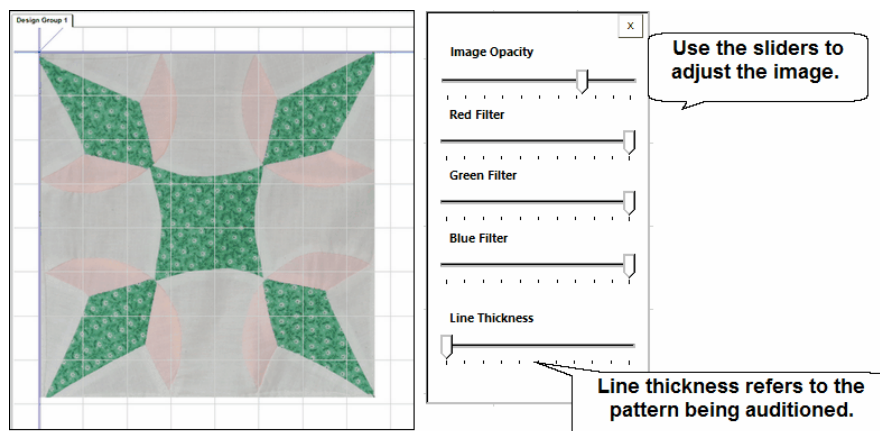 Design Group 1
X
Image Opacity
Use the sliders to
adjust the image.
Red Filter
Green Filter
Blue Filter
Line Thickness
Line thickness refers to the
pattern being auditioned.